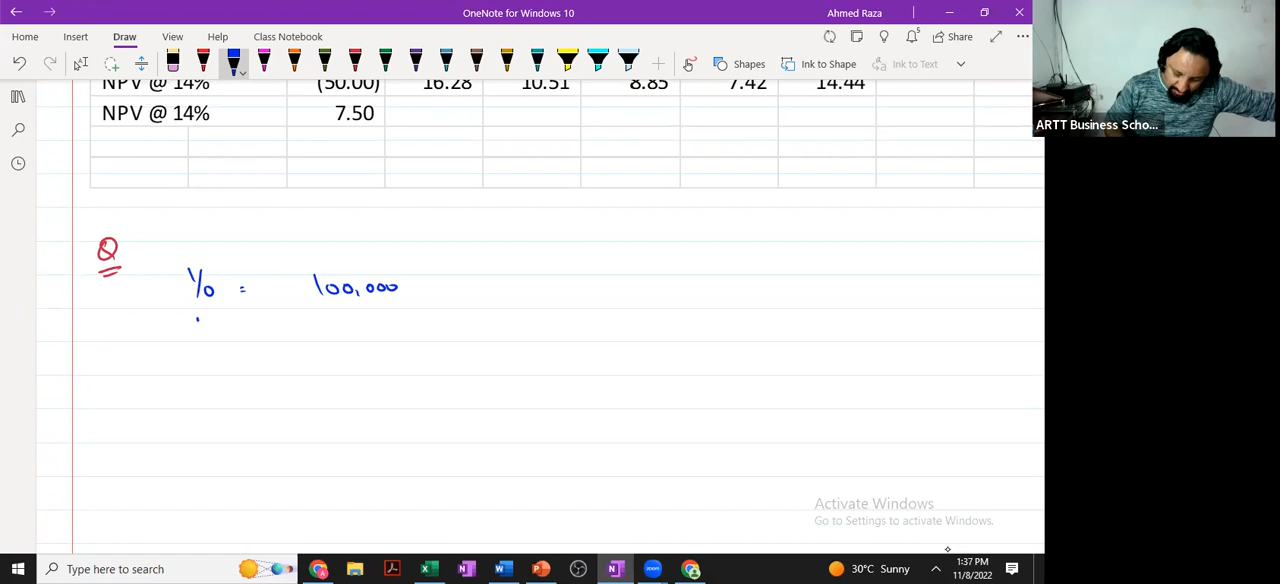 OneNote for Windows 10
Ahmed Raza
Home Insert Draw View Help Class Notebook
Share
Shapes Ink to Shape Ink to Text
NPV @ 14% (50.00) 16.28 10.51 8.85 7.42 14.44
NPV @ 14% 7.50
Q
I/O = 100,000
ARTT Business Scho...
Activate Windows
Go to Settings to activate Windows.
Type here to search
30°C Sunny
1:37 PM
11/8/2022